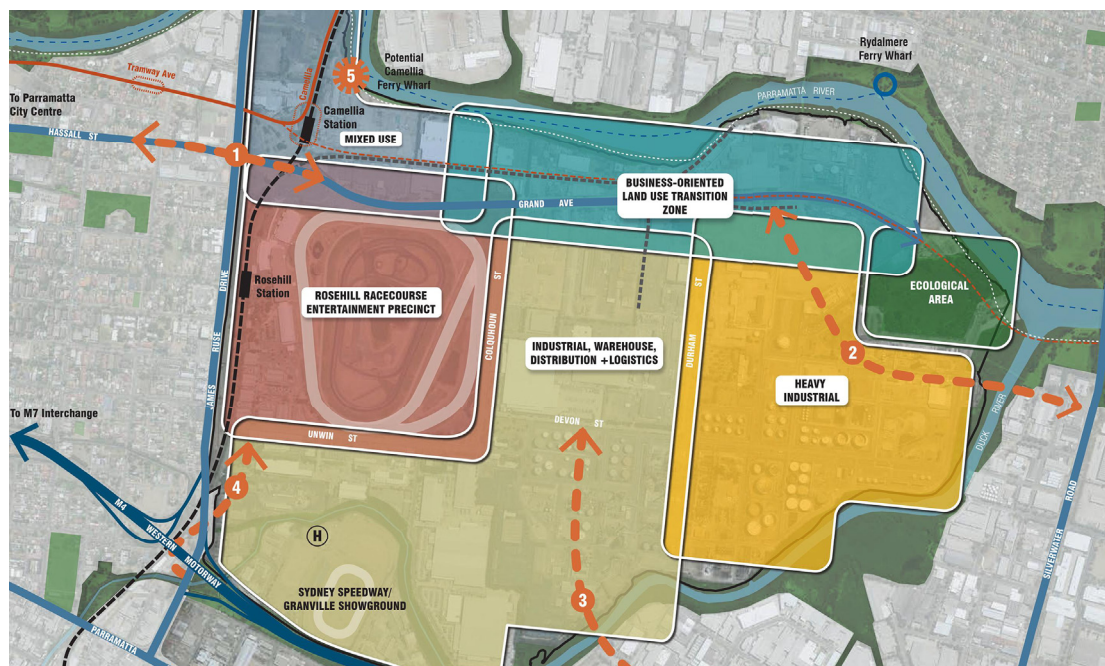 Tramway Ave
To Parramatta
City Centre
HASSALL ST
1
Camellia
Camellia
Station
MIXED USE
5
Potential
Camellia
Ferry Wharf
Rydalmere
Ferry Wharf
PARRAMATTA RIVER
GRAND AVE
BUSINESS-ORIENTED
LAND USE TRANSITION
ZONE
ECOLOGICAL
AREA
Rosehill
Station
JAMES RUSE DRIVE
ROSEHILL RACECOURSE
ENTERTAINMENT PRECINCT
COLQUHOUN ST
INDUSTRIAL, WAREHOUSE,
DISTRIBUTION +LOGISTICS
DURHAM ST
2
HEAVY
INDUSTRIAL
DUCK RIVER
To M7 Interchange
UNWIN ST
DEVON ST
4
M4 WESTERN MOTORWAY
H
SYDNEY SPEEDWAY/
GRANVILLE SHOWGROUND
3
SILVERWATER ROAD
PARRAMATTA